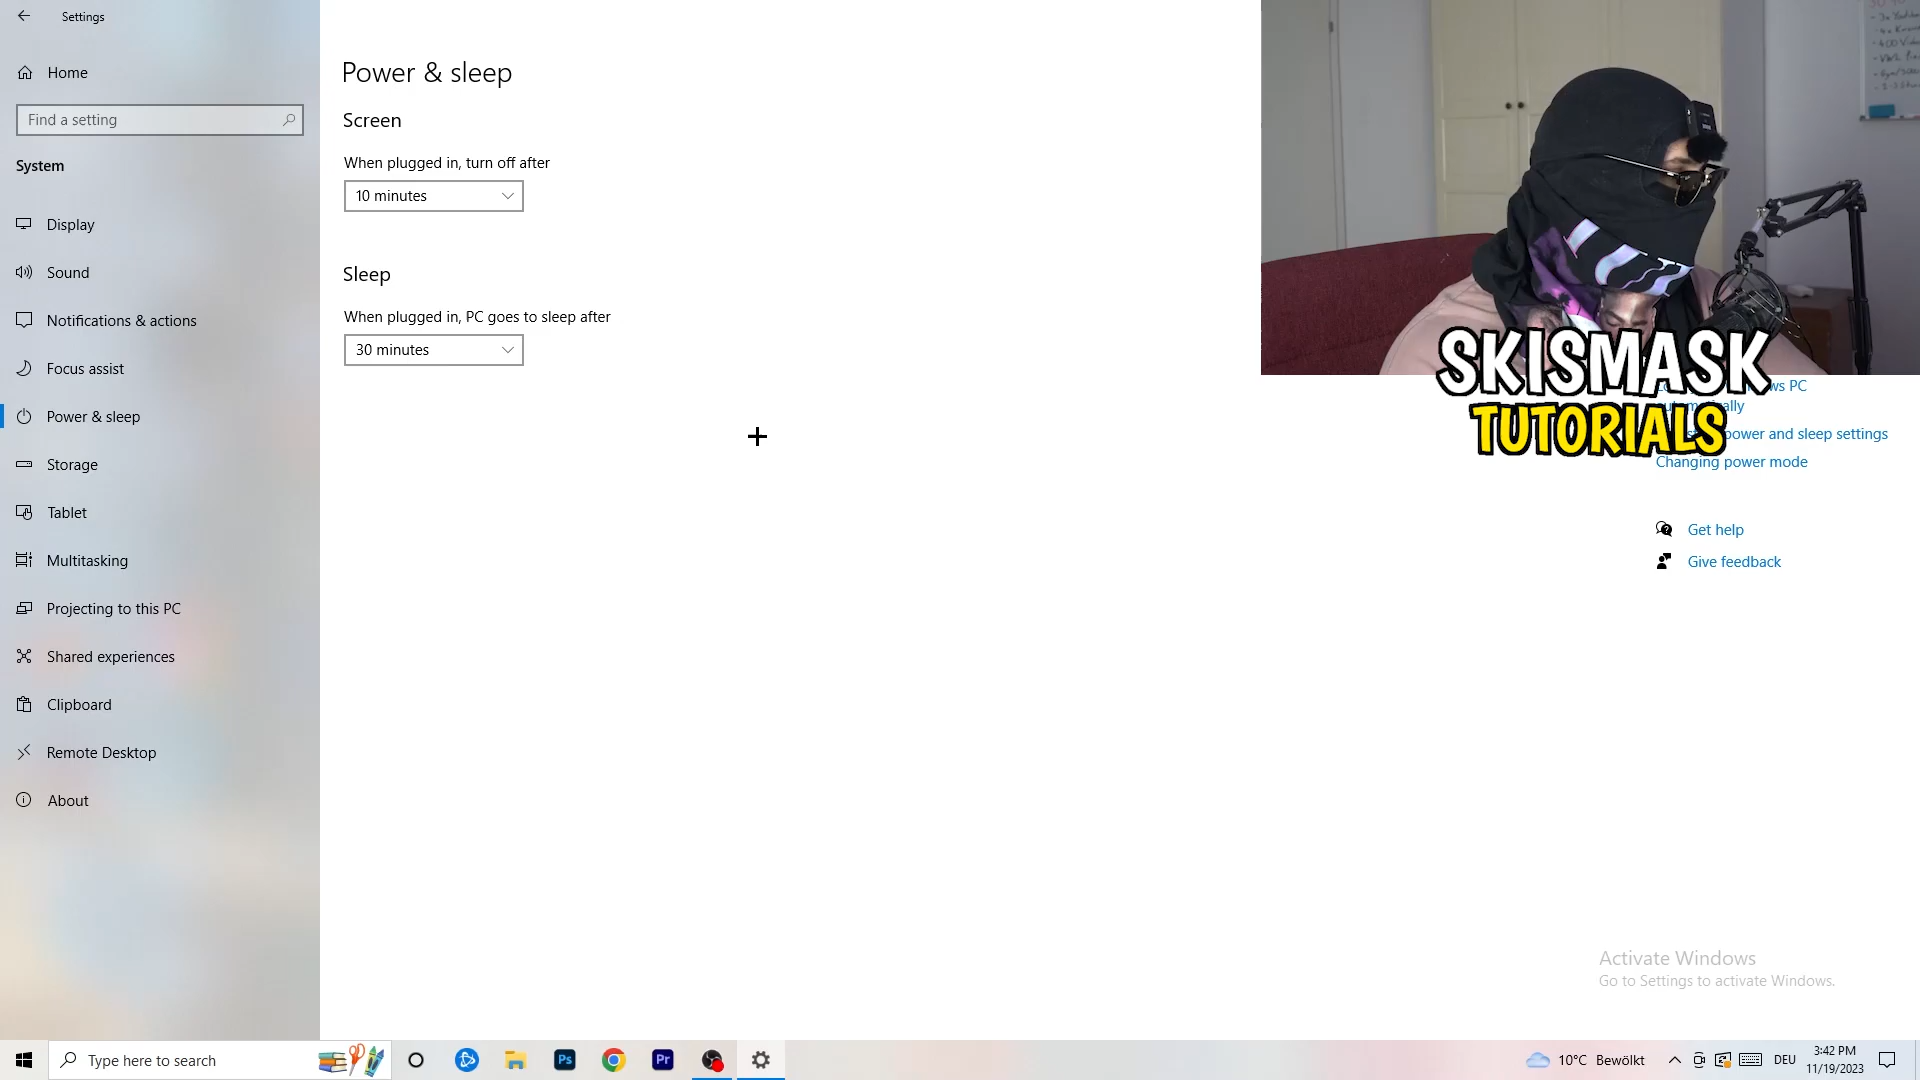 Settings
Home
Find a setting
System
Display
Sound
Notifications & actions
Focus assist
Power & sleep
Storage
Tablet
Multitasking
Projecting to this PC
Shared experiences
Clipboard
Remote Desktop
About
Power & sleep
Screen
When plugged in, turn off after
10 minutes
Sleep
When plugged in, PC goes to sleep after
30 minutes
SKISMASK
TUTORIALS
PC
power and sleep settings
Changing power mode
Get help
Give feedback
Activate Windows
Go to Settings to activate Windows.
Type here to search
Ps
Pr
10°C Bewölkt
DEU
3:42 PM
11/19/2023